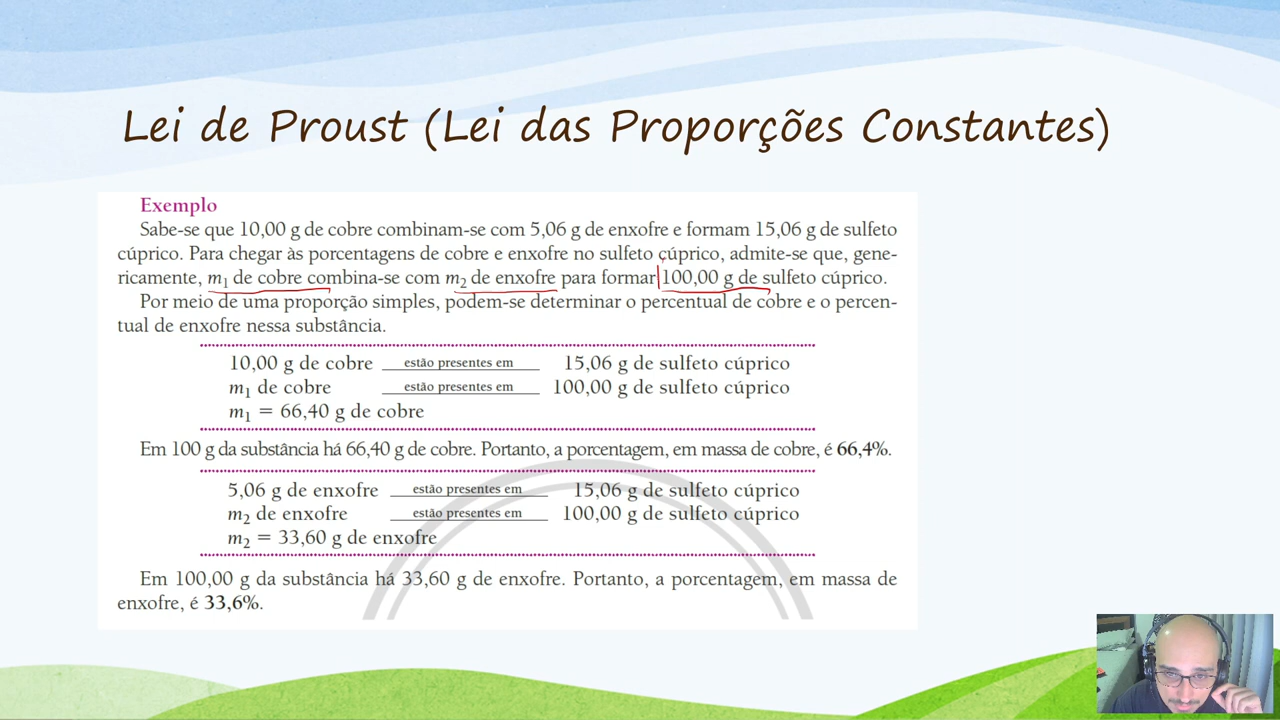 Lei de Proust (Lei das Proporções Constantes)
Exemplo
Sabe-se que 10,00 g de cobre combinam-se com 5,06 g de enxofre e formam 15,06 g de sulfeto
cúprico. Para chegar às porcentagens de cobre e enxofre no sulfeto cúprico, admite-se que, gene-
ricamente, m₁ de cobre combina-se com m₂ de enxofre para formar 100,00 g de sulfeto cúprico.
Por meio de uma proporção simples, podem-se determinar o percentual de cobre e o percen-
tual de enxofre nessa substância.
10,00 g de cobre estão presentes em 15,06 g de sulfeto cúprico
m₁ de cobre estão presentes em 100,00 g de sulfeto cúprico
m₁ = 66,40 g de cobre
Em 100 g da substância há 66,40 g de cobre. Portanto, a porcentagem, em massa de cobre, é 66,4%.
5,06 g de enxofre estão presentes em 15,06 g de sulfeto cúprico
m₂ de enxofre estão presentes em 100,00 g de sulfeto cúprico
m₂ = 33,60 g de enxofre
Em 100,00 g da substância há 33,60 g de enxofre. Portanto, a porcentagem, em massa de
enxofre, é 33,6%.